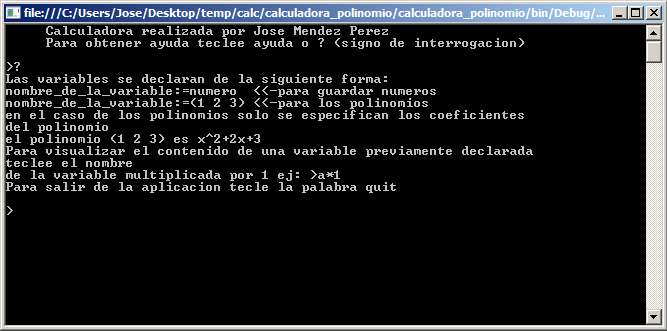 file:///C:/Users/Jose/Desktop/temp/calc/calculadora_polinomio/calculadora_polinomio/bin/Debug/...
Calculadora realizada por Jose Mendez Perez
Para obtener ayuda teclee ayuda o ? (signo de interrogacion)
>?
Las variables se declaran de la siguiente forma:
nombre_de_la_variable:=numero  <<-para guardar numeros
nombre_de_la_variable:=(1 2 3) <<-para los polinomios
en el caso de los polinomios solo se especifican los coeficientes
del polinomio
el polinomio (1 2 3) es x^2+2x+3
Para visualizar el contenido de una variable previamente declarada
teclee el nombre
de la variable multiplicada por 1 ej: >a*1
Para salir de la aplicacion tecle la palabra quit
>